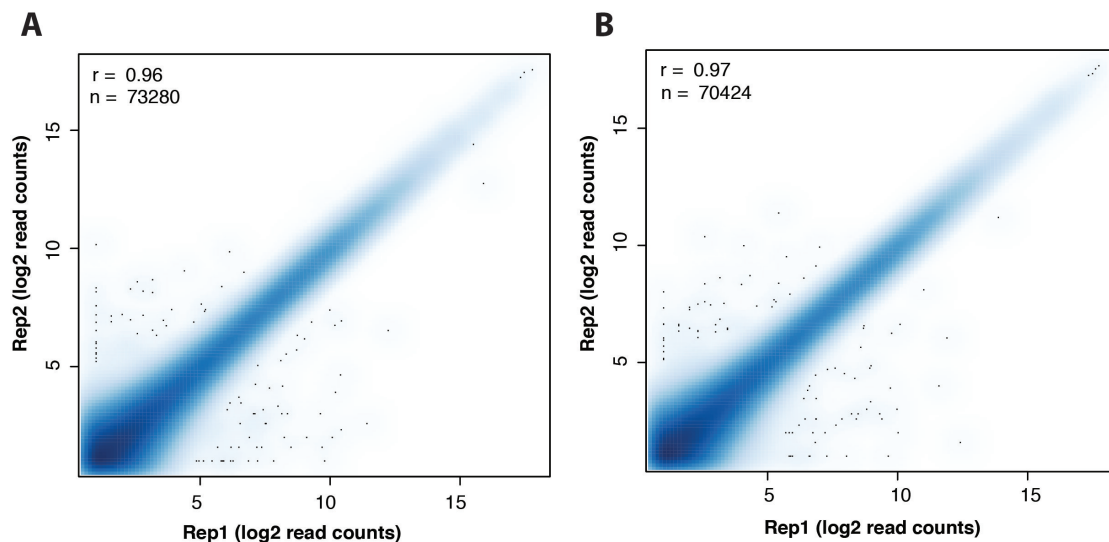 A
r = 0.96
n = 73280
15
10
5
Rep2 (log2 read counts)
5 10 15
Rep1 (log2 read counts)
B
r = 0.97
n = 70424
15
10
5
Rep2 (log2 read counts)
5 10 15
Rep1 (log2 read counts)